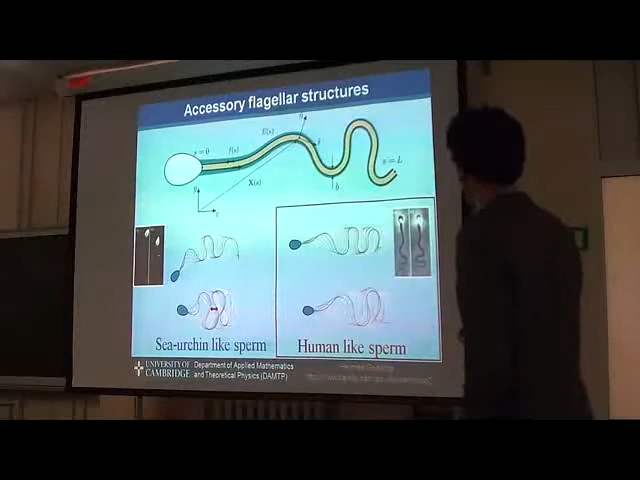 Accessory flagellar structures
E(s)
s = 0
f(s)
X(s)
s = L
b
Sea-urchin like sperm
Human like sperm
UNIVERSITY OF CAMBRIDGE
Department of Applied Mathematics
and Theoretical Physics (DAMTP)